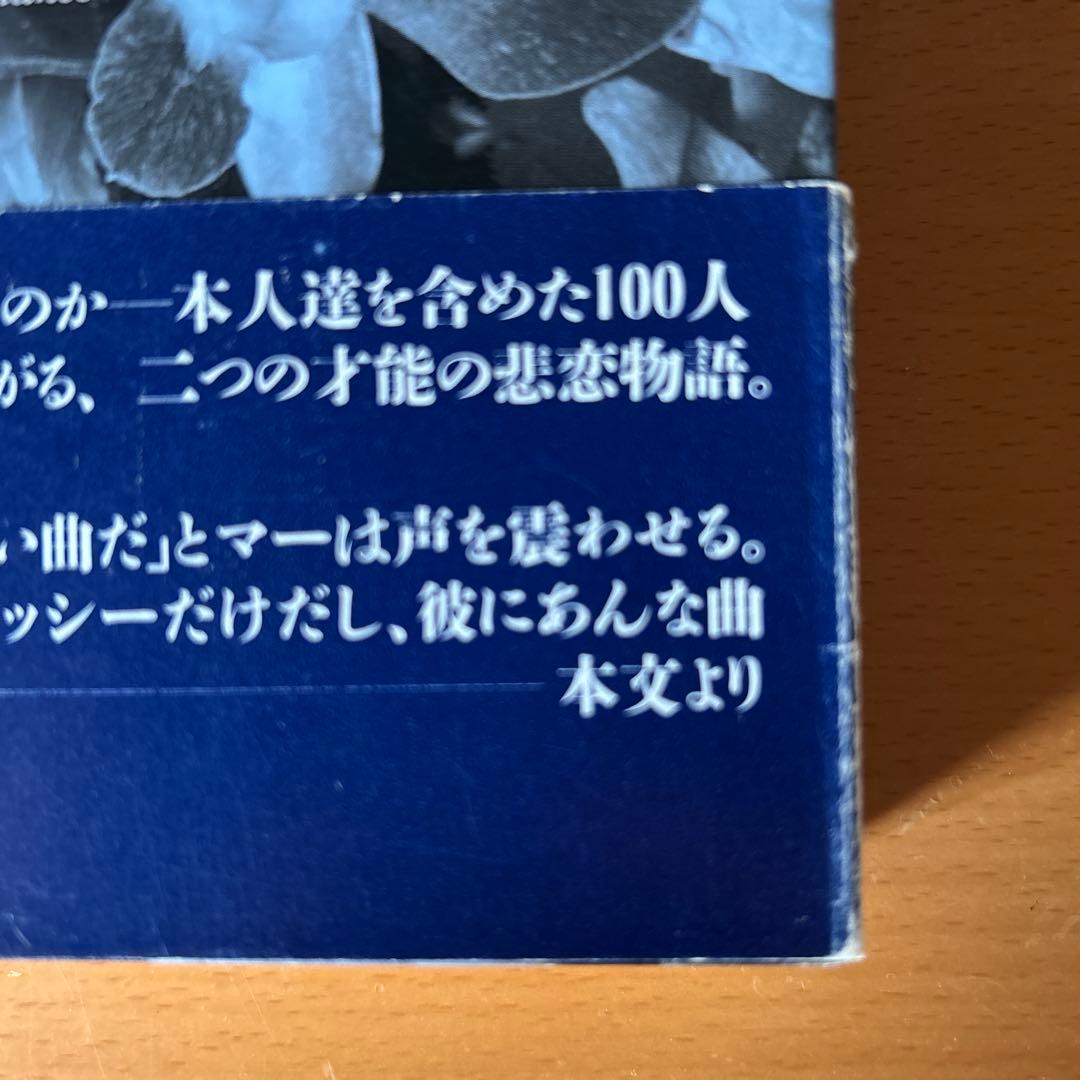 のか―本人達を含めた100人
がる、二つの才能の悲恋物語。
い曲だ」とマーは声を震わせる。
ッシーだけだし、彼にあんな曲
本文より